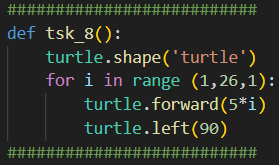 ##########################
def tsk_8():
    turtle.shape('turtle')
    for i in range (1,26,1):
        turtle.forward(5*i)
        turtle.left(90)
##########################